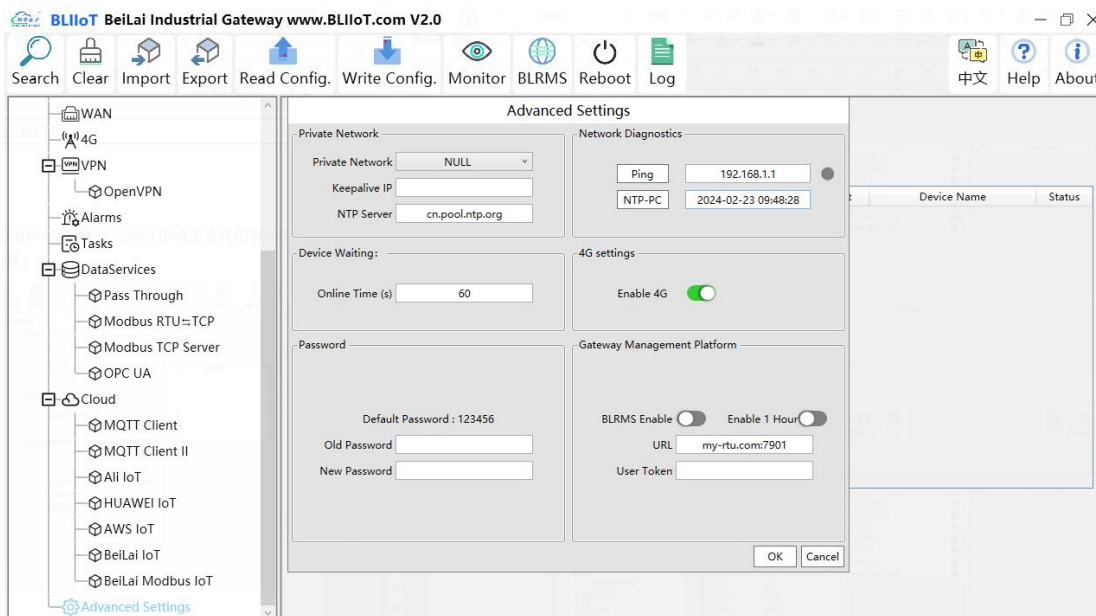 BLIIoT BeiLai Industrial Gateway www.BLIIoT.com V2.0
Search Clear Import Export Read Config. Write Config. Monitor BLRMS Reboot Log 中文 Help About
WAN
4G
VPN
OpenVPN
Alarms
Tasks
DataServices
Pass Through
Modbus RTU⇆TCP
Modbus TCP Server
OPC UA
Cloud
MQTT Client
MQTT Client II
Ali IoT
HUAWEI IoT
AWS IoT
BeiLai IoT
BeiLai Modbus IoT
Advanced Settings
Advanced Settings
Private Network
Private Network NULL
Keepalive IP
NTP Server cn.pool.ntp.org
Network Diagnostics
Ping 192.168.1.1
NTP-PC 2024-02-23 09:48:28
Device Waiting:
Online Time (s) 60
4G settings
Enable 4G
Password
Default Password : 123456
Old Password
New Password
Gateway Management Platform
BLRMS Enable Enable 1 Hour
URL my-rtu.com:7901
User Token
OK Cancel
Device Name Status